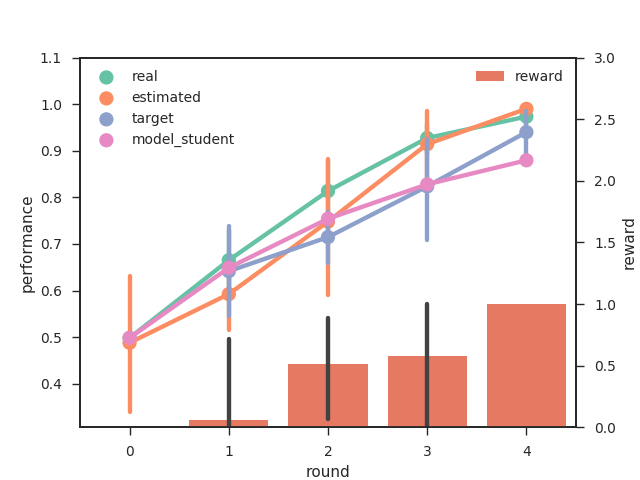 1.1
1.0
0.9
0.8
0.7
0.6
0.5
0.4
performance
real
estimated
target
model_student
reward
3.0
2.5
2.0
1.5
1.0
0.5
0.0
reward
0 1 2 3 4
round